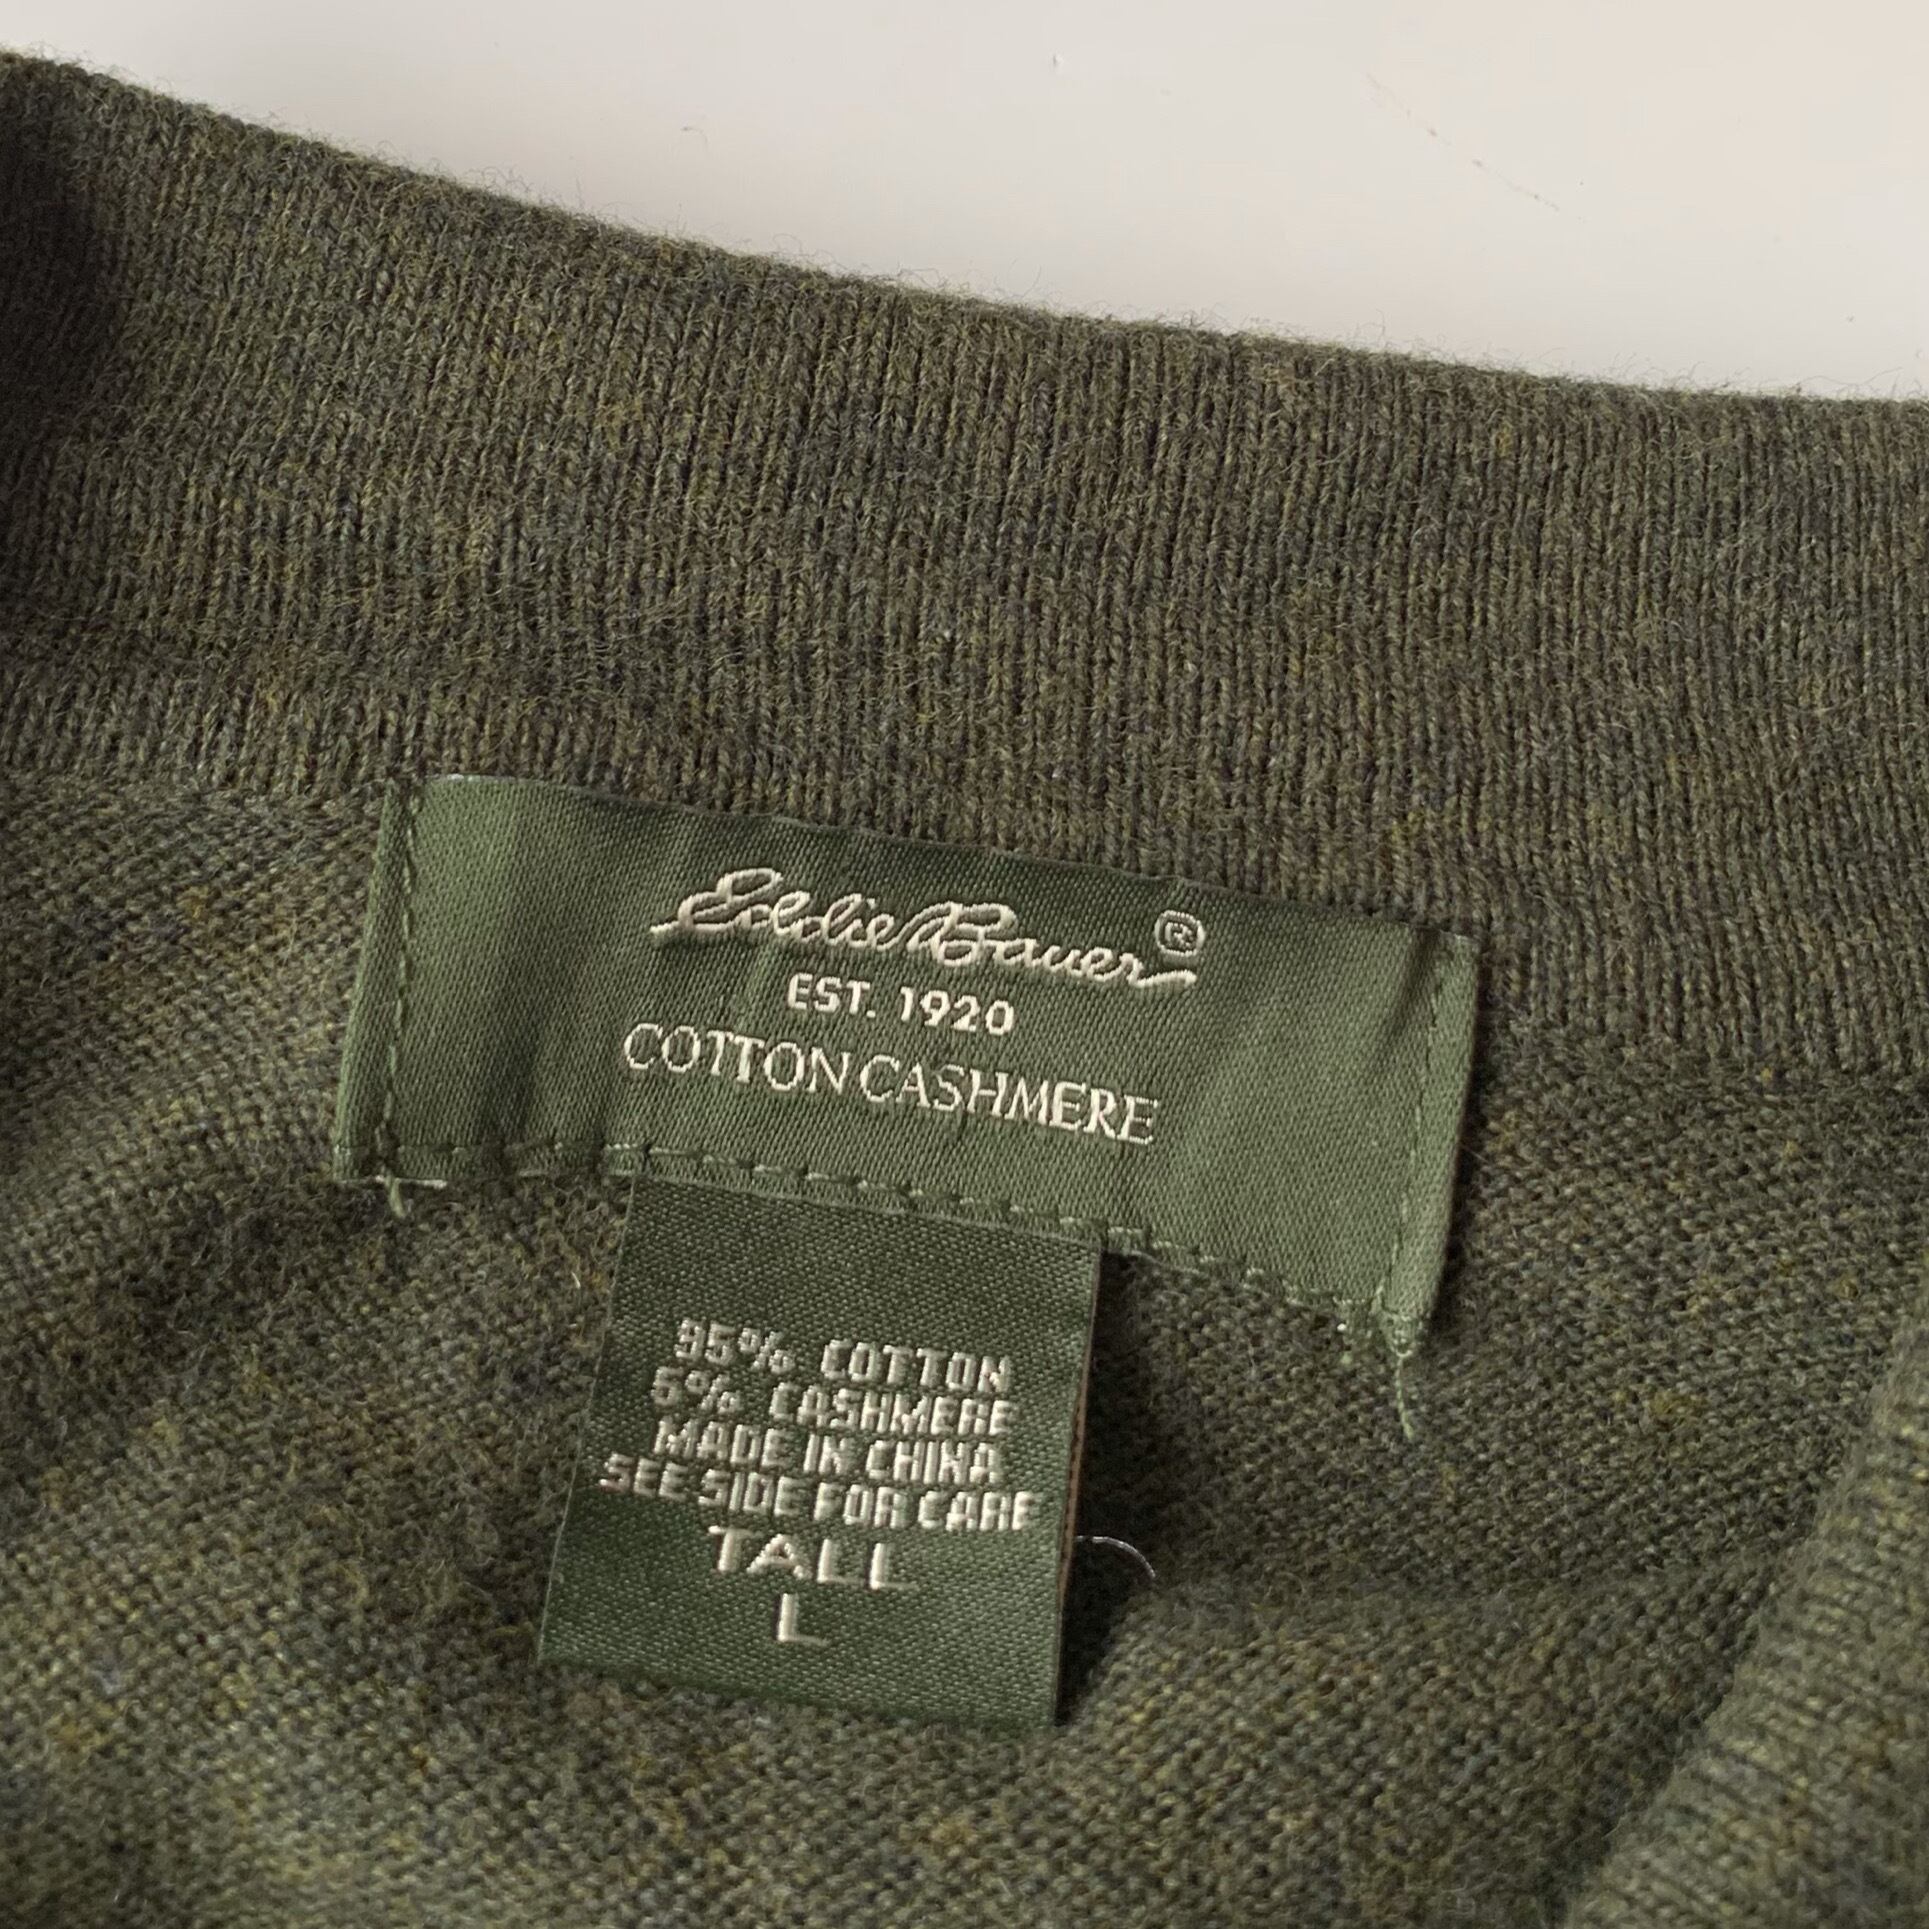 Eddie Bauer®
EST. 1920
COTTON CASHMERE
95% COTTON
5% CASHMERE
MADE IN CHINA
SEE SIDE FOR CARE
TALL
L